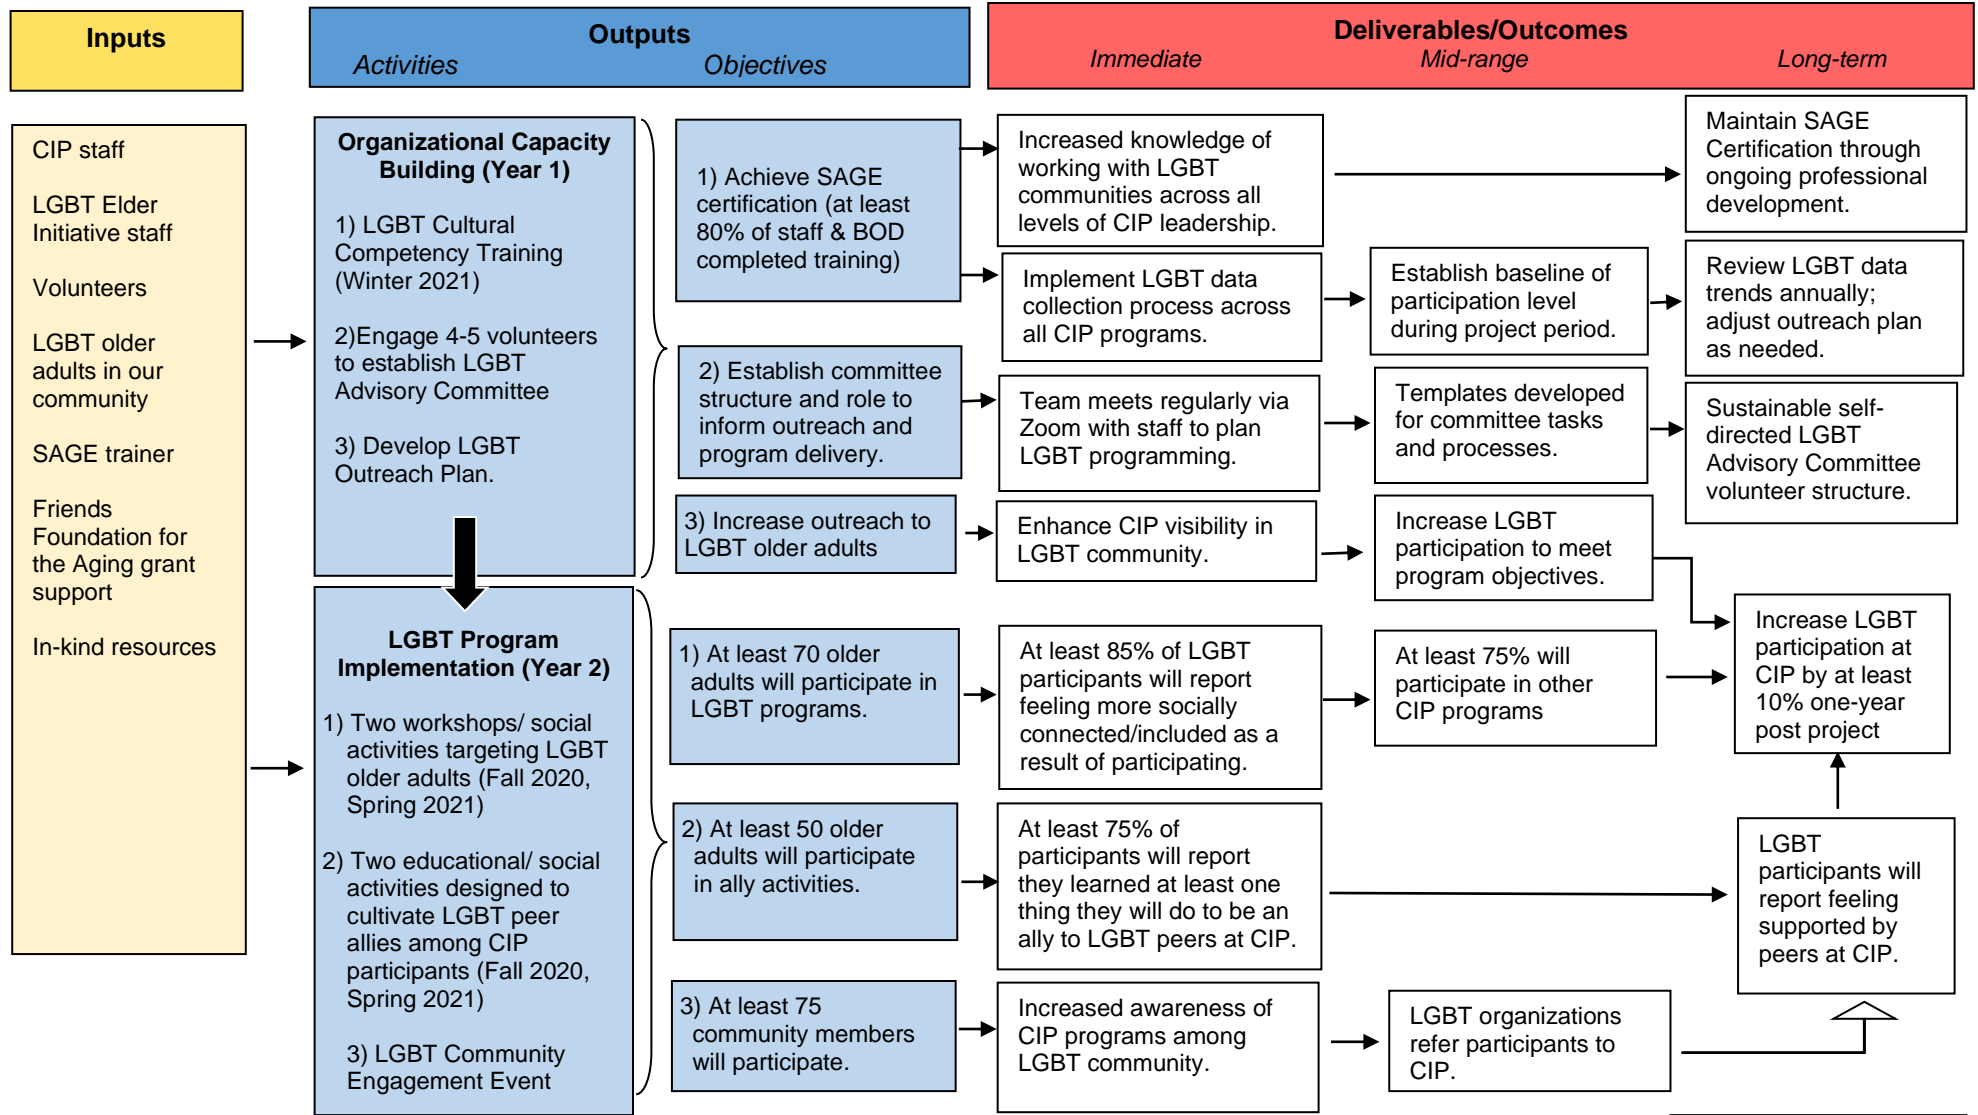 Inputs
Outputs
Activities
Objectives
Deliverables/Outcomes
Immediate
Mid-range
Long-term
CIP staff
LGBT Elder
Initiative staff
Volunteers
LGBT older
adults in our
community
SAGE trainer
Friends
Foundation for
the Aging grant
support
In-kind resources
Organizational Capacity
Building (Year 1)
1) LGBT Cultural
Competency Training
(Winter 2021)
2)Engage 4-5 volunteers
to establish LGBT
Advisory Committee
3) Develop LGBT
Outreach Plan.
1) Achieve SAGE
certification (at least
80% of staff & BOD
completed training)
Increased knowledge of
working with LGBT
communities across all
levels of CIP leadership.
Maintain SAGE
Certification through
ongoing professional
development.
Implement LGBT data
collection process across
all CIP programs.
Establish baseline of
participation level
during project period.
Review LGBT data
trends annually;
adjust outreach plan
as needed.
2) Establish committee
structure and role to
inform outreach and
program delivery.
Team meets regularly via
Zoom with staff to plan
LGBT programming.
Templates developed
for committee tasks
and processes.
Sustainable self-
directed LGBT
Advisory Committee
volunteer structure.
3) Increase outreach to
LGBT older adults
Enhance CIP visibility in
LGBT community.
Increase LGBT
participation to meet
program objectives.
LGBT Program
Implementation (Year 2)
1) Two workshops/ social
activities targeting LGBT
older adults (Fall 2020,
Spring 2021)
2) Two educational/ social
activities designed to
cultivate LGBT peer
allies among CIP
participants (Fall 2020,
Spring 2021)
3) LGBT Community
Engagement Event
1) At least 70 older
adults will participate in
LGBT programs.
At least 85% of LGBT
participants will report
feeling more socially
connected/included as a
result of participating.
At least 75% will
participate in other
CIP programs
Increase LGBT
participation at
CIP by at least
10% one-year
post project
2) At least 50 older
adults will participate
in ally activities.
At least 75% of
participants will report
they learned at least one
thing they will do to be an
ally to LGBT peers at CIP.
LGBT
participants will
report feeling
supported by
peers at CIP.
3) At least 75
community members
will participate.
Increased awareness of
CIP programs among
LGBT community.
LGBT organizations
refer participants to
CIP.